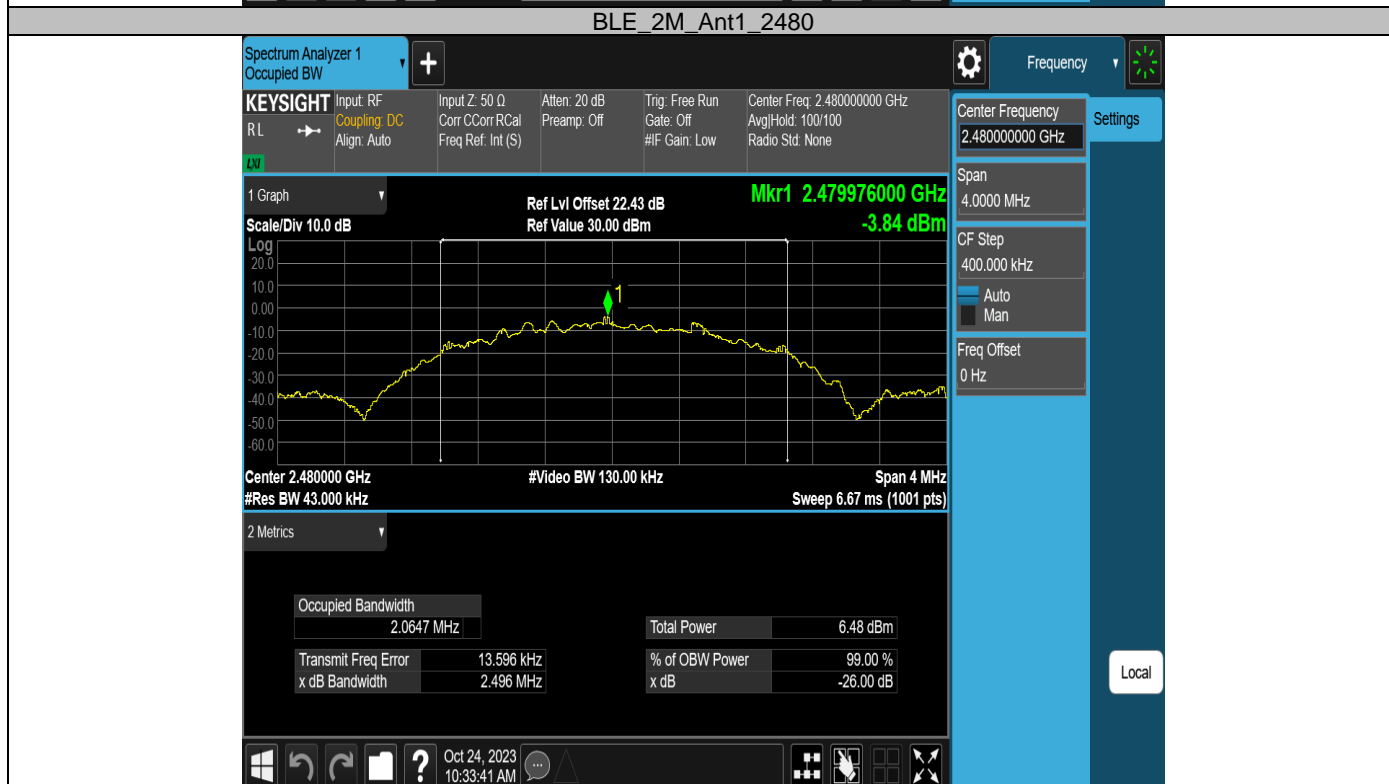 BLE_2M_Ant1_2480
Spectrum Analyzer 1
Occupied BW
+
Frequency
KEYSIGHT
RL
LXI
Input: RF
Coupling: DC
Align: Auto
Input Z: 50 Ω
Corr CCorr RCal
Freq Ref: Int (S)
Atten: 20 dB
Preamp: Off
Trig: Free Run
Gate: Off
#IF Gain: Low
Center Freq: 2.480000000 GHz
Avg|Hold: 100/100
Radio Std: None
Center Frequency
2.480000000 GHz
Settings
Span
4.0000 MHz
CF Step
400.000 kHz
Auto
Man
Freq Offset
0 Hz
1 Graph
Scale/Div 10.0 dB
Ref Lvl Offset 22.43 dB
Ref Value 30.00 dBm
Mkr1 2.479976000 GHz
-3.84 dBm
Log
20.0
10.0
0.00
-10.0
-20.0
-30.0
-40.0
-50.0
-60.0
1
Center 2.480000 GHz
#Video BW 130.00 kHz
Span 4 MHz
#Res BW 43.000 kHz
Sweep 6.67 ms (1001 pts)
2 Metrics
Occupied Bandwidth
2.0647 MHz
Total Power 6.48 dBm
Transmit Freq Error 13.596 kHz
% of OBW Power 99.00 %
x dB Bandwidth 2.496 MHz
x dB -26.00 dB
Local
?
Oct 24, 2023
10:33:41 AM